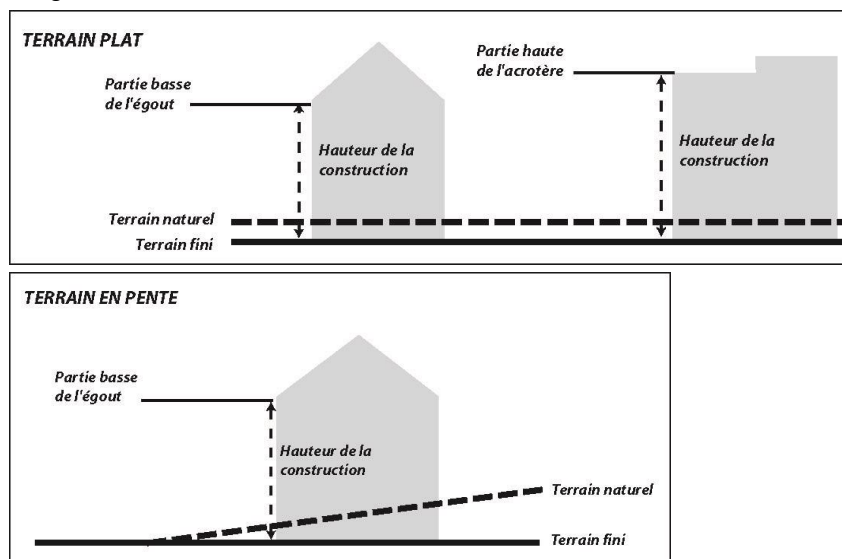 TERRAIN PLAT
Partie basse
de l'égout
Hauteur de la
construction
Partie haute
de l'acrotère
Hauteur de la
construction
Terrain naturel
Terrain fini
TERRAIN EN PENTE
Partie basse
de l'égout
Hauteur de la
construction
Terrain naturel
Terrain fini